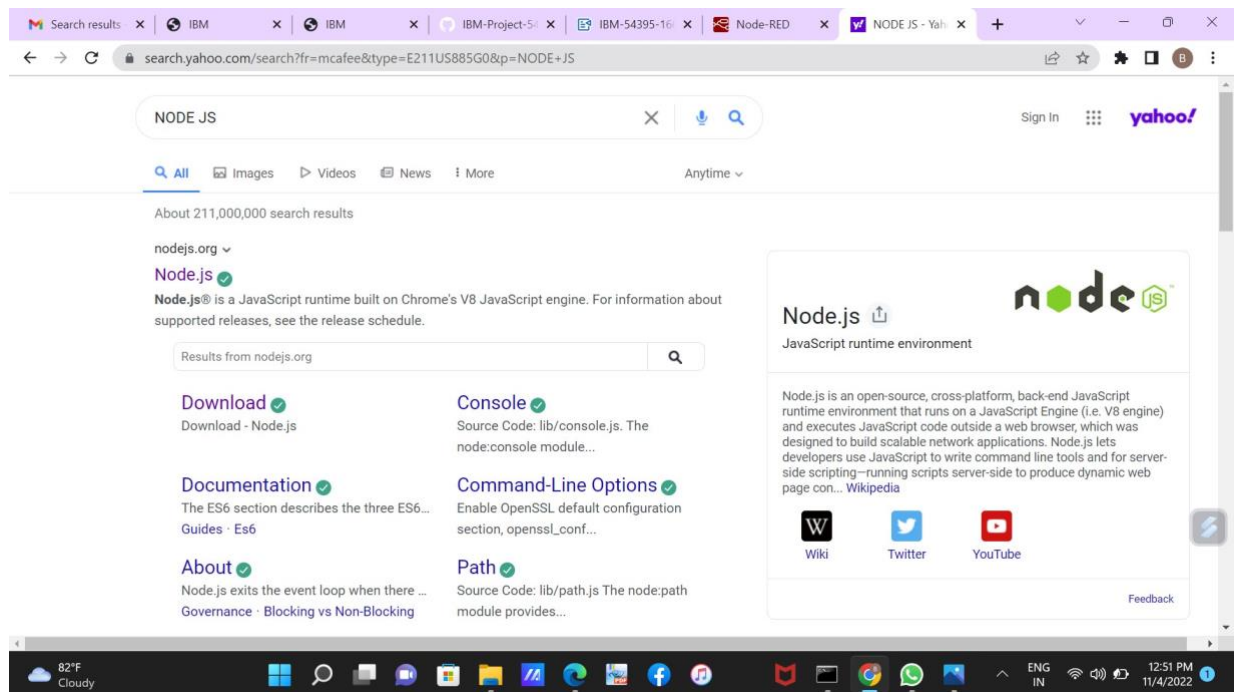 Search results
IBM
IBM
IBM-Project-54
IBM-54395-16
Node-RED
NODE JS - Yah
search.yahoo.com/search?fr=mcafee&type=E211US885G0&p=NODE+JS
B
NODE JS
Sign In
yahoo!
All
Images
Videos
News
More
Anytime
About 211,000,000 search results
nodejs.org
Node.js
Node.js® is a JavaScript runtime built on Chrome's V8 JavaScript engine. For information about
supported releases, see the release schedule.
Results from nodejs.org
Download
Download - Node.js
Console
Source Code: lib/console.js. The
node:console module...
Documentation
The ES6 section describes the three ES6...
Guides · Es6
Command-Line Options
Enable OpenSSL default configuration
section, openssl_conf...
About
Node.js exits the event loop when there ...
Governance · Blocking vs Non-Blocking
Path
Source Code: lib/path.js The node:path
module provides...
node JS
Node.js
JavaScript runtime environment
Node.js is an open-source, cross-platform, back-end JavaScript
runtime environment that runs on a JavaScript Engine (i.e. V8 engine)
and executes JavaScript code outside a web browser, which was
designed to build scalable network applications. Node.js lets
developers use JavaScript to write command line tools and for server-
side scripting—running scripts server-side to produce dynamic web
page con... Wikipedia
W
Wiki
Twitter
YouTube
Feedback
82°F
Cloudy
ENG
IN
12:51 PM
11/4/2022
1